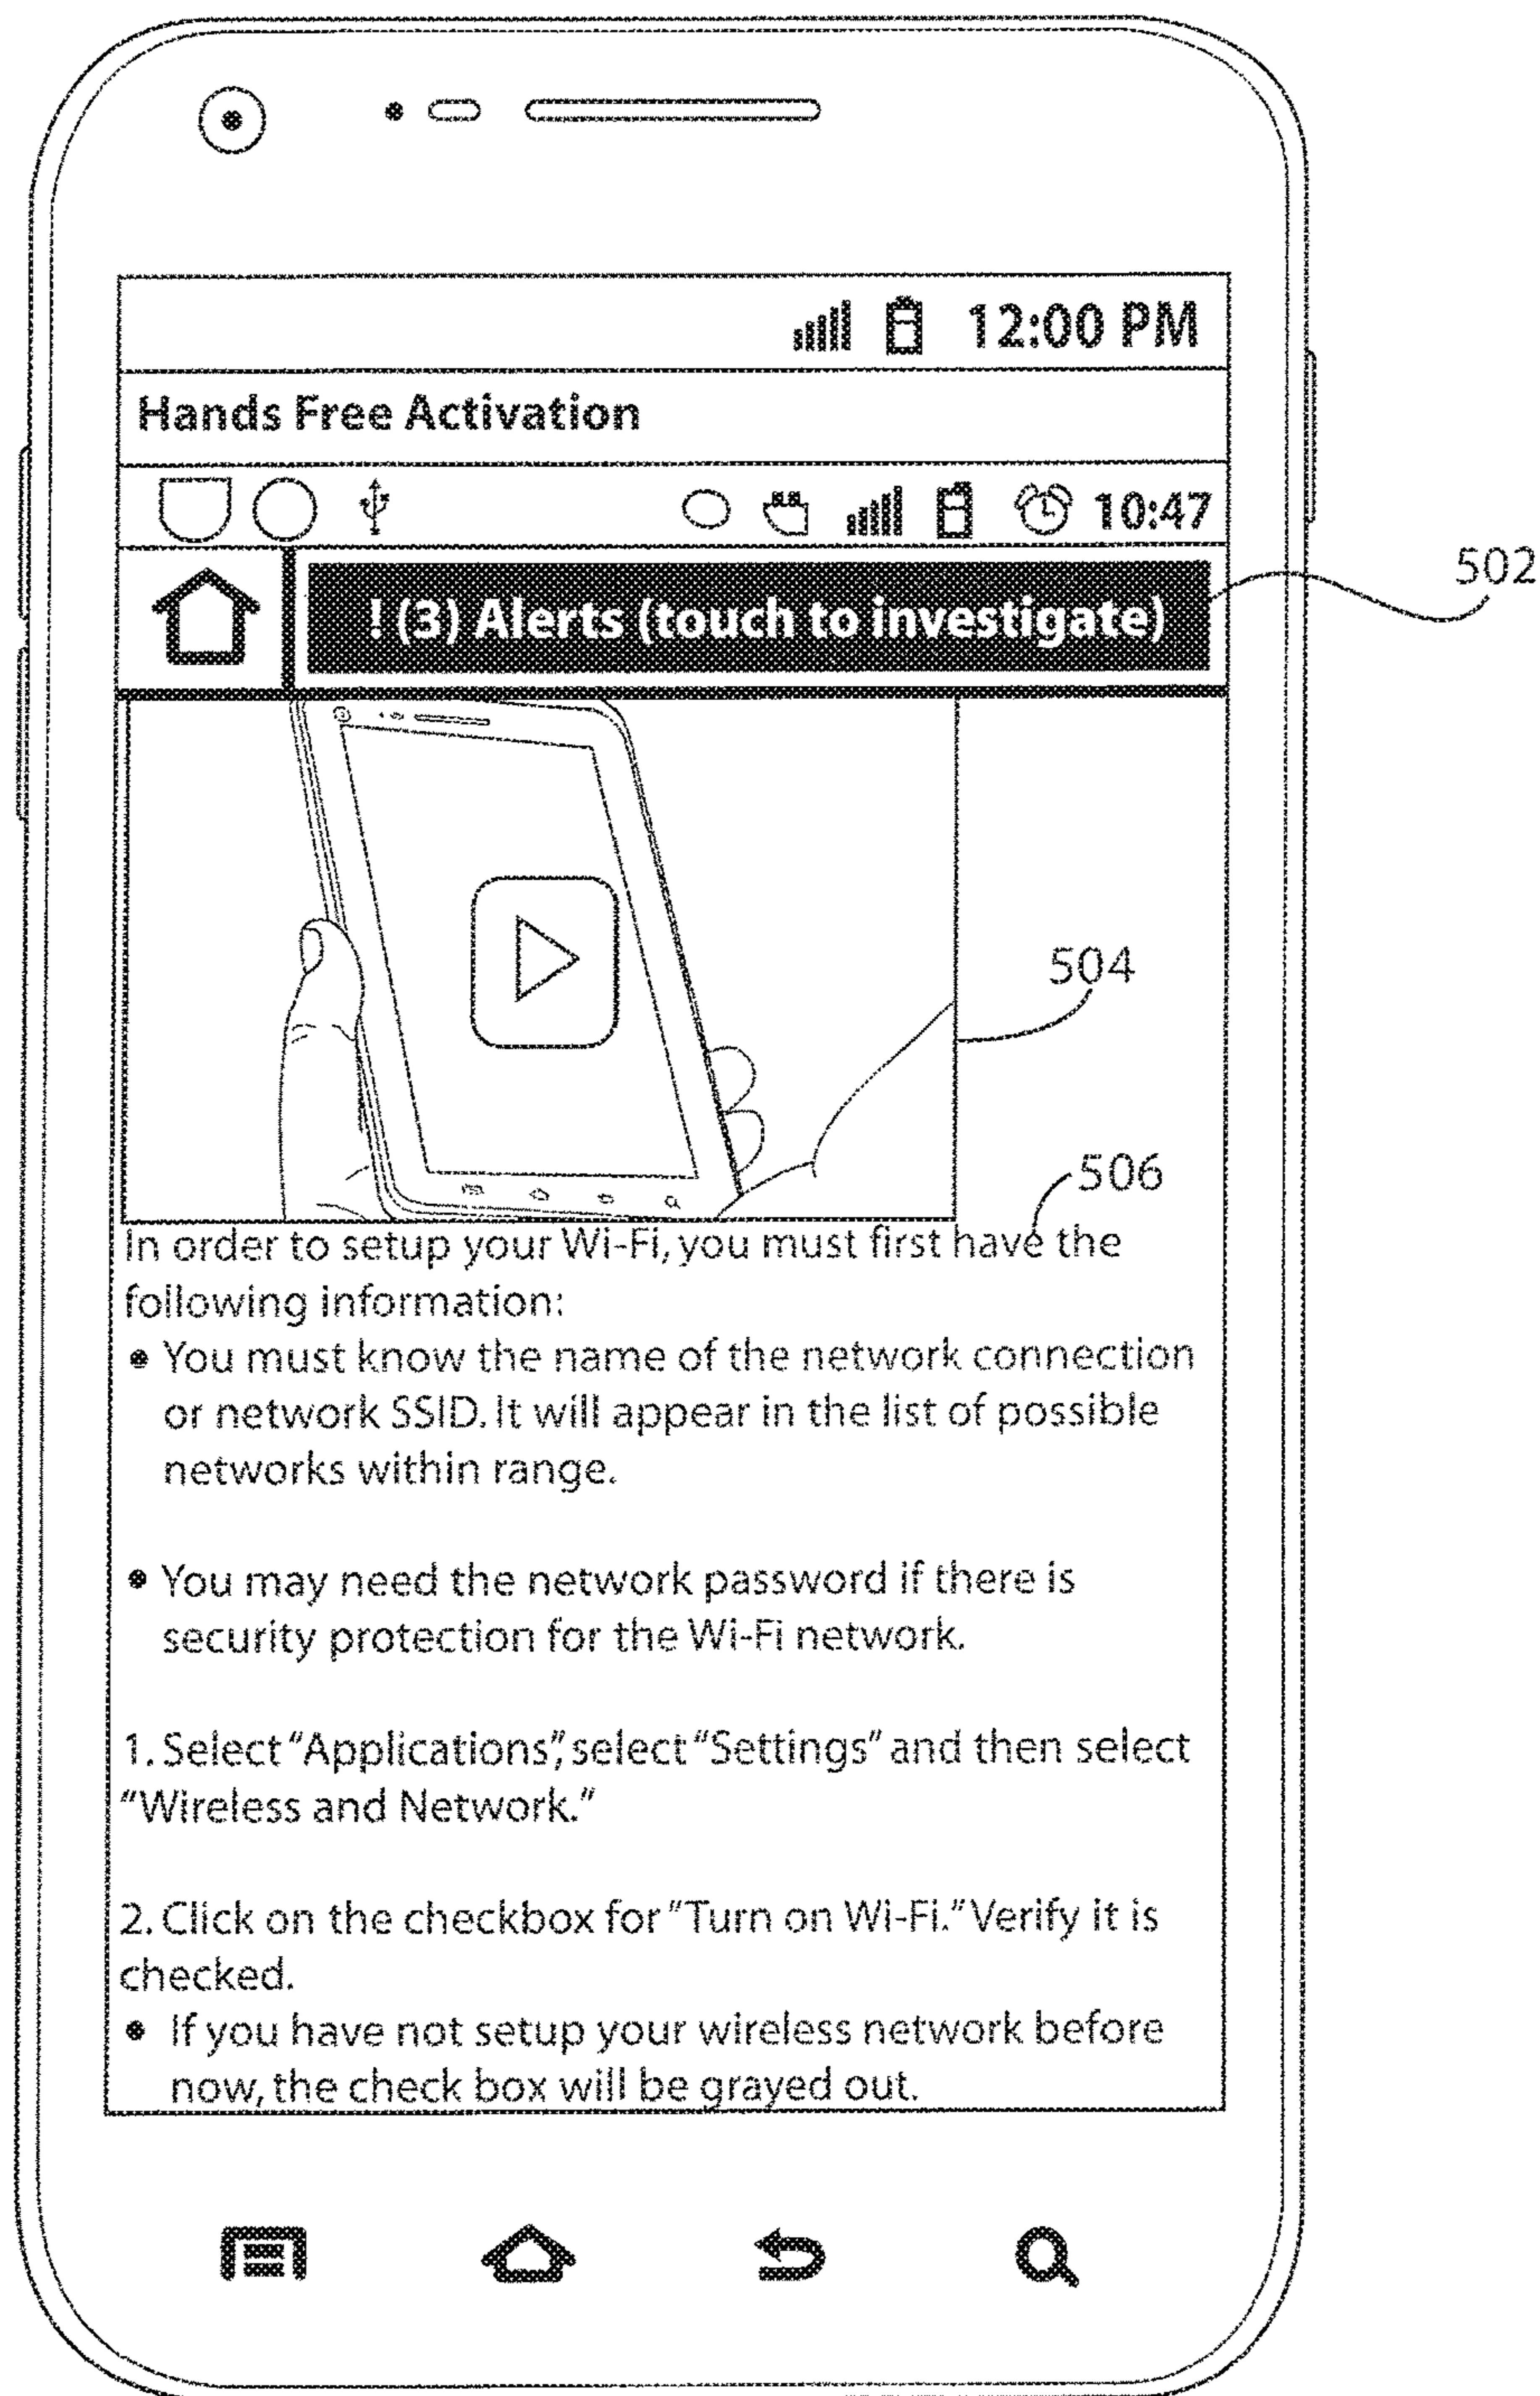 12:00 PM
Hands Free Activation
10:47
! (3) Alerts (touch to investigate)
502
504
506
In order to setup your Wi-Fi, you must first have the
following information:
• You must know the name of the network connection
or network SSID. It will appear in the list of possible
networks within range.
• You may need the network password if there is
security protection for the Wi-Fi network.
1. Select “Applications”, select “Settings” and then select
“Wireless and Network.”
2. Click on the checkbox for “Turn on Wi-Fi.” Verify it is
checked.
• If you have not setup your wireless network before
now, the check box will be grayed out.